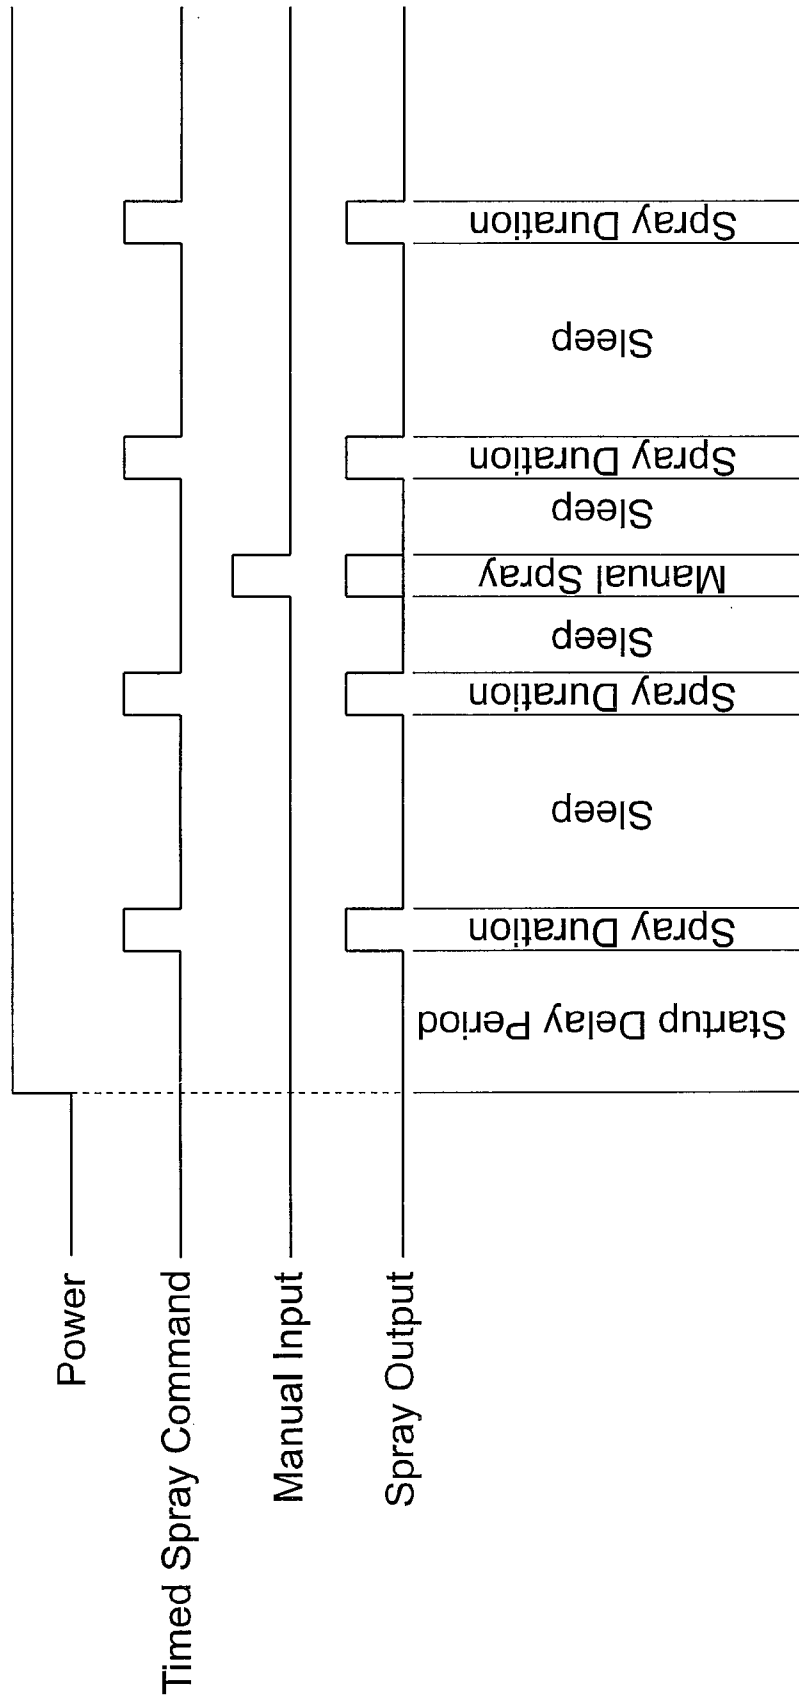 Power
Timed Spray Command
Manual Input
Spray Output
Startup Delay Period
Spray Duration
Sleep
Spray Duration
Sleep
Manual Spray
Sleep
Spray Duration
Sleep
Spray Duration